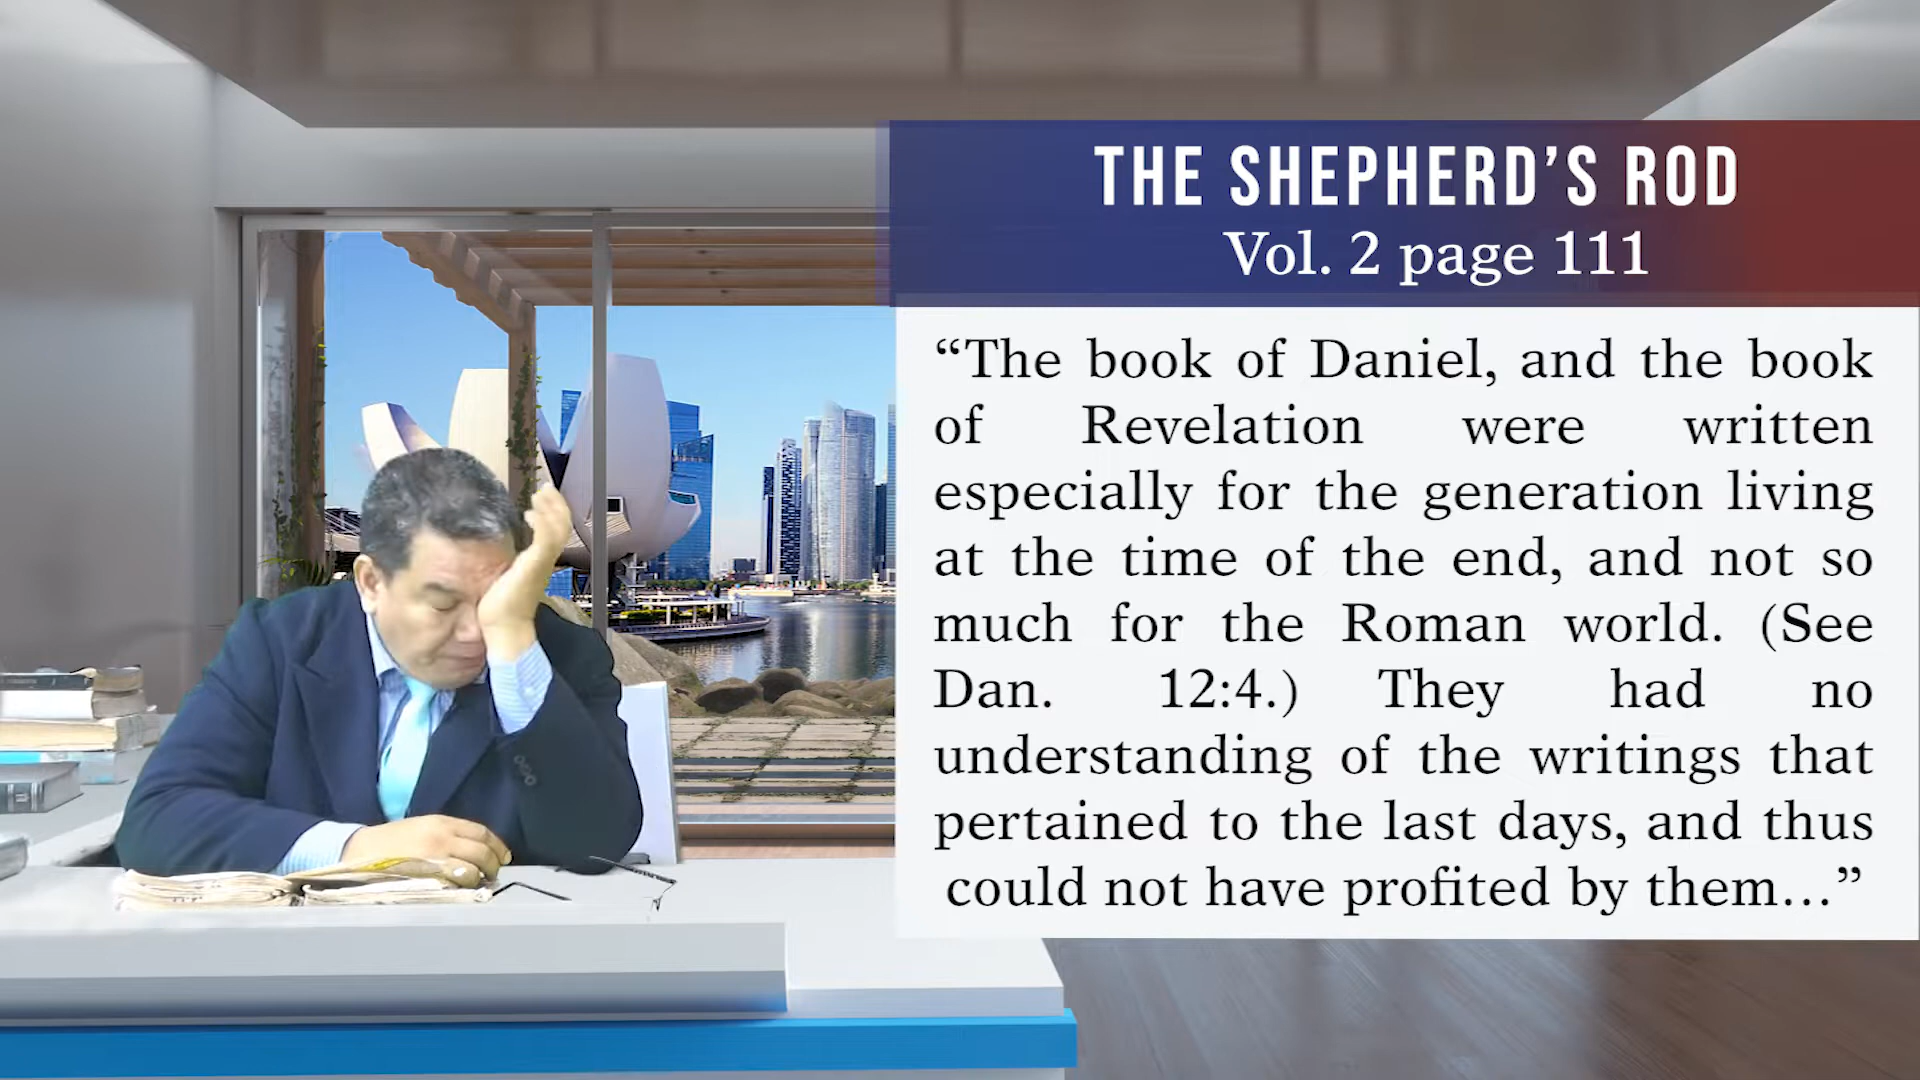 THE SHEPHERD’S ROD
Vol. 2 page 111
“The book of Daniel, and the book
of Revelation were written
especially for the generation living
at the time of the end, and not so
much for the Roman world. (See
Dan. 12:4.) They had no
understanding of the writings that
pertained to the last days, and thus
could not have profited by them...”